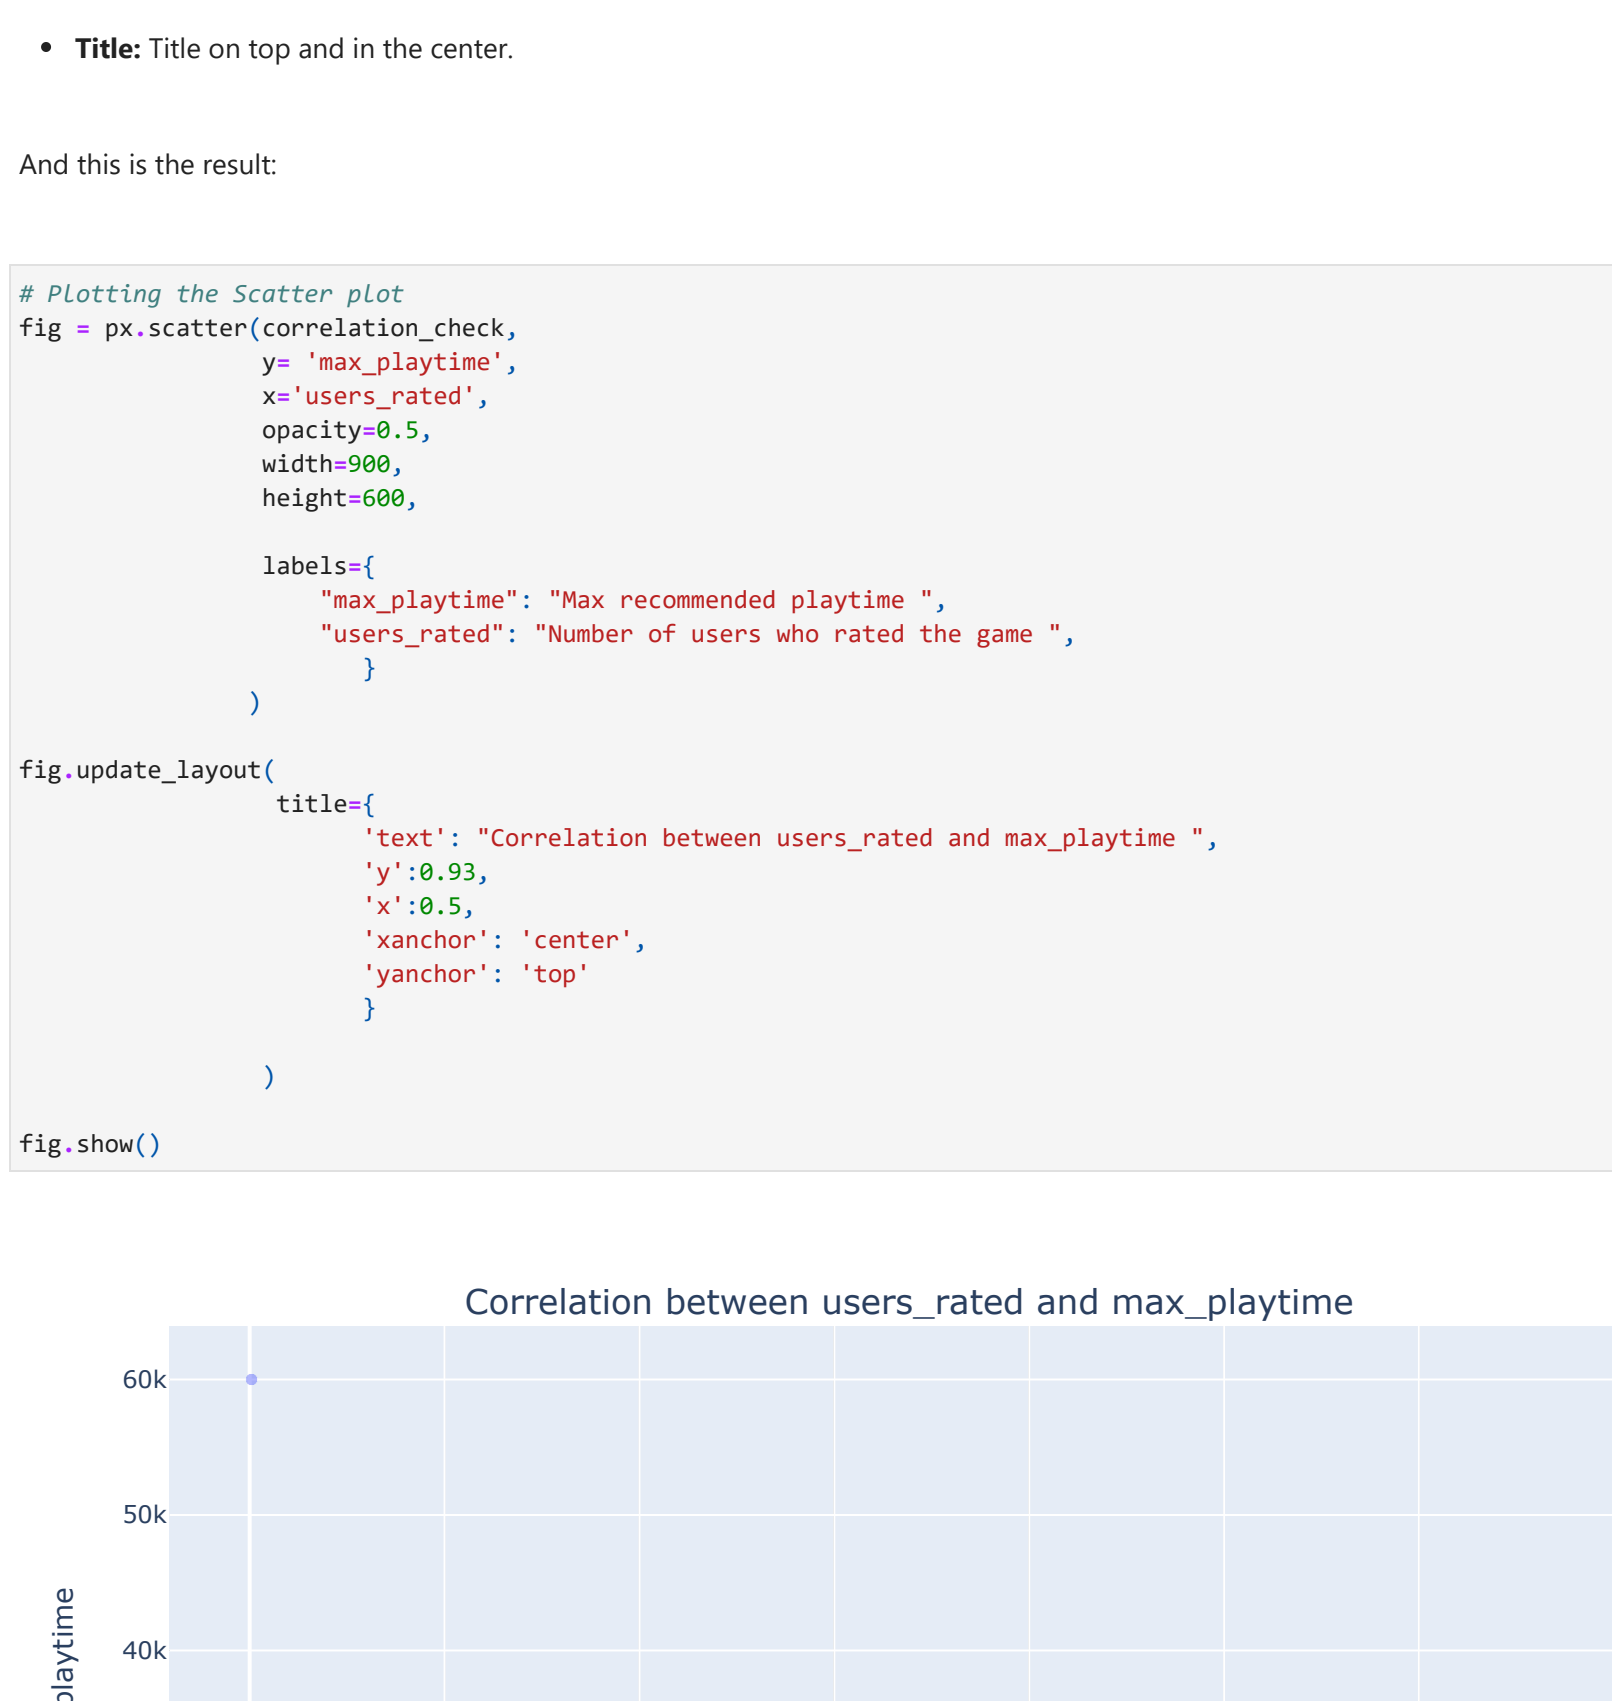 • Title: Title on top and in the center.
And this is the result:
# Plotting the Scatter plot
fig = px.scatter(correlation_check,
                 y= 'max_playtime',
                 x='users_rated',
                 opacity=0.5,
                 width=900,
                 height=600,
                 labels={
                     "max_playtime": "Max recommended playtime ",
                     "users_rated": "Number of users who rated the game ",
                        }
                )
fig.update_layout(
                  title={
                        'text': "Correlation between users_rated and max_playtime ",
                        'y':0.93,
                        'x':0.5,
                        'xanchor': 'center',
                        'yanchor': 'top'
                        }
                 )
fig.show()
Correlation between users_rated and max_playtime
60k
50k
40k
playtime